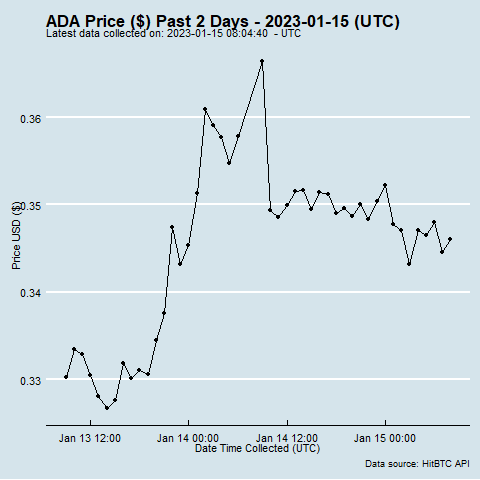 ADA Price ($) Past 2 Days - 2023-01-15 (UTC)
Latest data collected on: 2023-01-15 08:04:40 - UTC
0.36
0.35
0.34
0.33
Price USD ($)
Jan 13 12:00 Jan 14 00:00 Jan 14 12:00 Jan 15 00:00
Date Time Collected (UTC)
Data source: HitBTC API